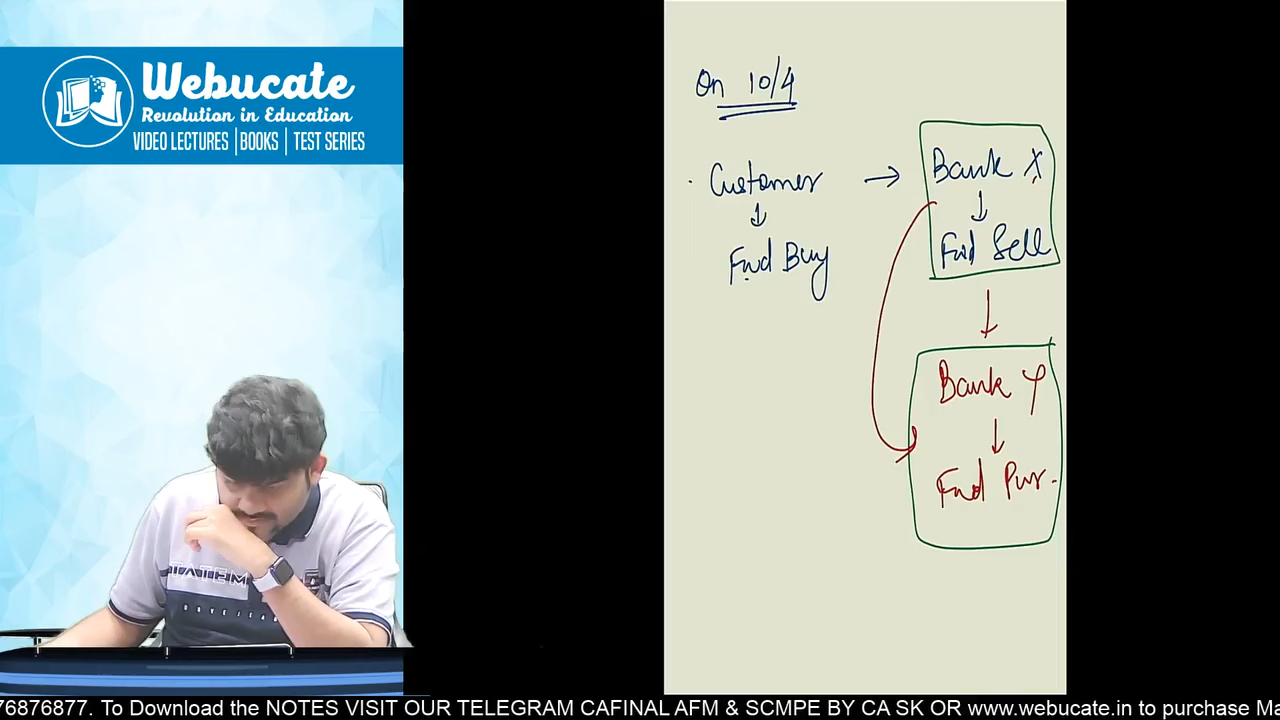 Webucate
Revolution in Education
VIDEO LECTURES | BOOKS | TEST SERIES
On 10/4
Customer → Bank X
↓ ↓
Fwd Buy Fwd Sell
↓
Bank Y
↓
Fwd Pur.
TATEM
76876877. To Download the NOTES VISIT OUR TELEGRAM CAFINAL AFM & SCMPE BY CA SK OR www.webucate.in to purchase Ma